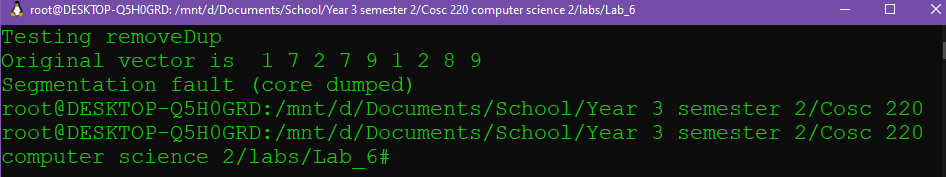 root@DESKTOP-Q5H0GRD: /mnt/d/Documents/School/Year 3 semester 2/Cosc 220 computer science 2/labs/Lab_6
Testing removeDup
Original vector is  1 7 2 7 9 1 2 8 9
Segmentation fault (core dumped)
root@DESKTOP-Q5H0GRD:/mnt/d/Documents/School/Year 3 semester 2/Cosc 220
root@DESKTOP-Q5H0GRD:/mnt/d/Documents/School/Year 3 semester 2/Cosc 220
computer science 2/labs/Lab_6#